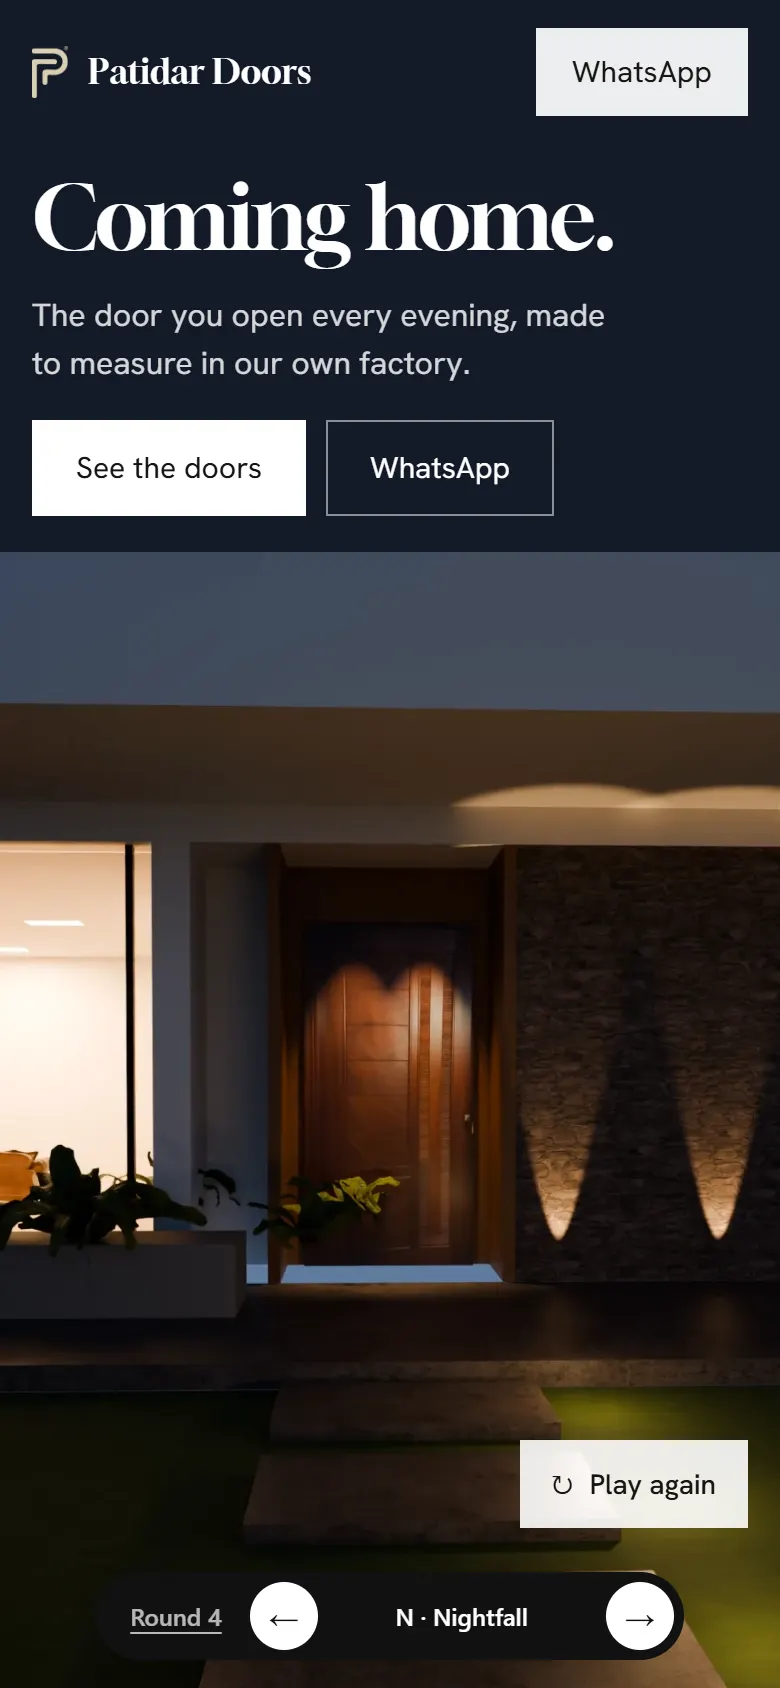 Patidar Doors
WhatsApp
Coming home.
The door you open every evening, made
to measure in our own factory.
See the doors
WhatsApp
↻ Play again
Round 4
←
N · Nightfall
→